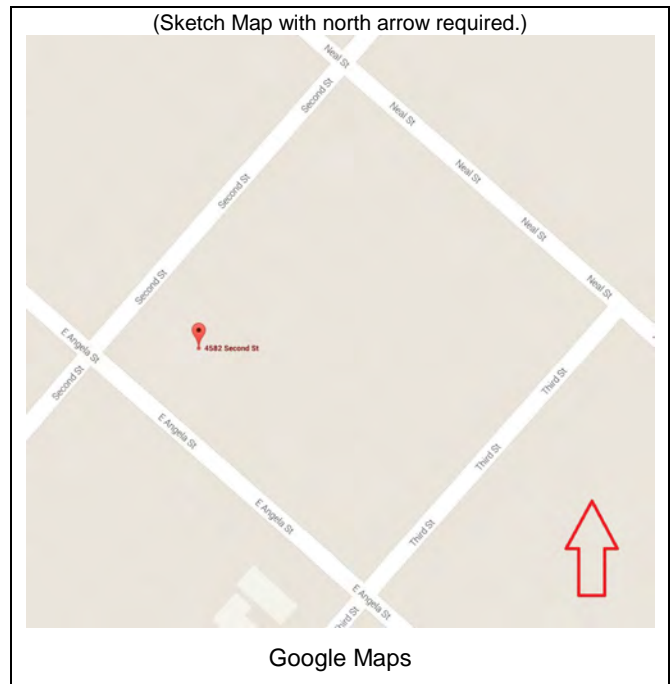 (Sketch Map with north arrow required.)
Neal St
Second St
Neal St
Neal St
Second St
Neal St
Second St
Neal St
E Angela St
4582 Second St
Second St
Third St
E Angela St
Third St
E Angela St
Third St
E Angela St
Third St
Google Maps